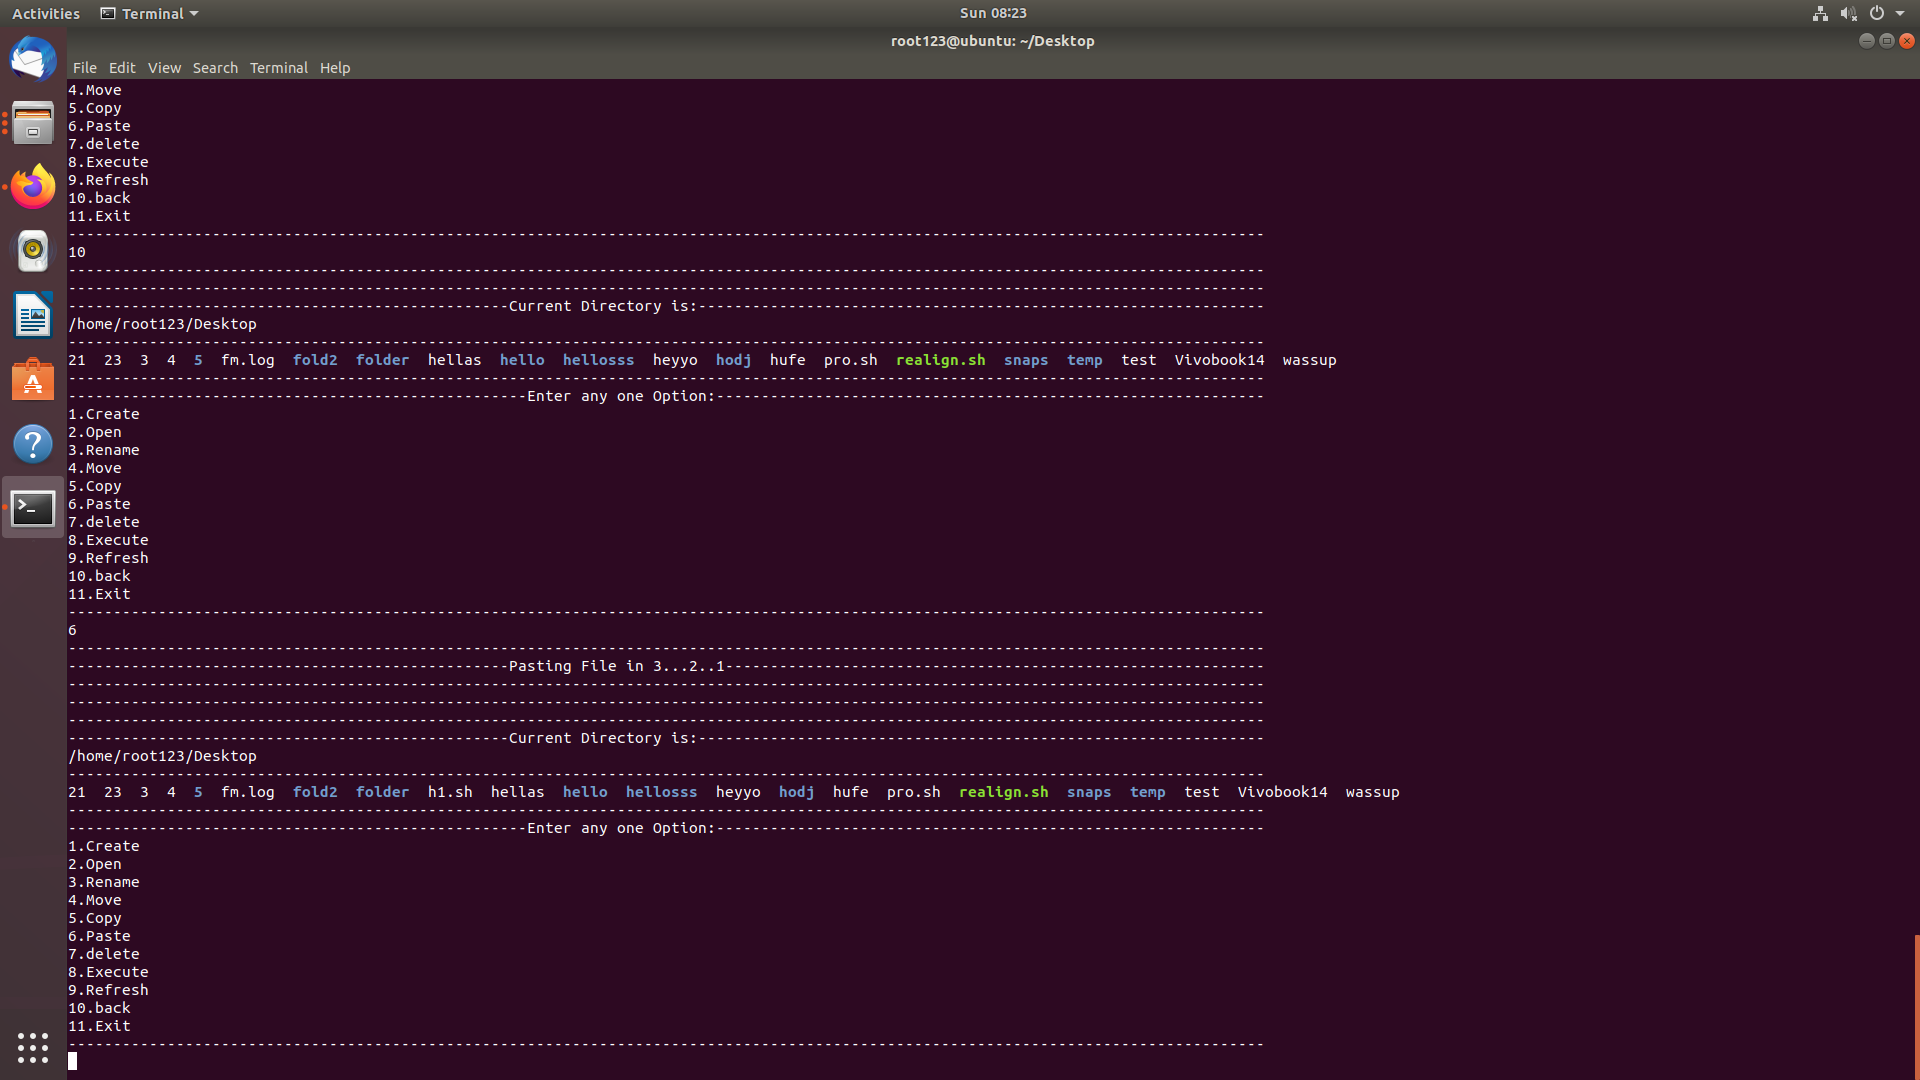 Activities Terminal Sun 08:23
root123@ubuntu: ~/Desktop
File Edit View Search Terminal Help
4.Move
5.Copy
6.Paste
7.delete
8.Execute
9.Refresh
10.back
11.Exit
-------------------------------------------------------------------------------------------------------------------------------------
10
-------------------------------------------------------------------------------------------------------------------------------------
-------------------------------------------------------------------------------------------------------------------------------------
-------------------------------------------------Current Directory is:---------------------------------------------------------------
/home/root123/Desktop
-------------------------------------------------------------------------------------------------------------------------------------
21  23  3  4  5  fm.log  fold2  folder  hellas  hello  hellosss  heyyo  hodj  hufe  pro.sh  realign.sh  snaps  temp  test  Vivobook14  wassup
-------------------------------------------------------------------------------------------------------------------------------------
---------------------------------------------------Enter any one Option:-------------------------------------------------------------
1.Create
2.Open
3.Rename
4.Move
5.Copy
6.Paste
7.delete
8.Execute
9.Refresh
10.back
11.Exit
-------------------------------------------------------------------------------------------------------------------------------------
6
-------------------------------------------------------------------------------------------------------------------------------------
-------------------------------------------------Pasting File in 3...2..1------------------------------------------------------------
-------------------------------------------------------------------------------------------------------------------------------------
-------------------------------------------------------------------------------------------------------------------------------------
-------------------------------------------------------------------------------------------------------------------------------------
-------------------------------------------------Current Directory is:---------------------------------------------------------------
/home/root123/Desktop
-------------------------------------------------------------------------------------------------------------------------------------
21  23  3  4  5  fm.log  fold2  folder  h1.sh  hellas  hello  hellosss  heyyo  hodj  hufe  pro.sh  realign.sh  snaps  temp  test  Vivobook14  wassup
-------------------------------------------------------------------------------------------------------------------------------------
---------------------------------------------------Enter any one Option:-------------------------------------------------------------
1.Create
2.Open
3.Rename
4.Move
5.Copy
6.Paste
7.delete
8.Execute
9.Refresh
10.back
11.Exit
-------------------------------------------------------------------------------------------------------------------------------------